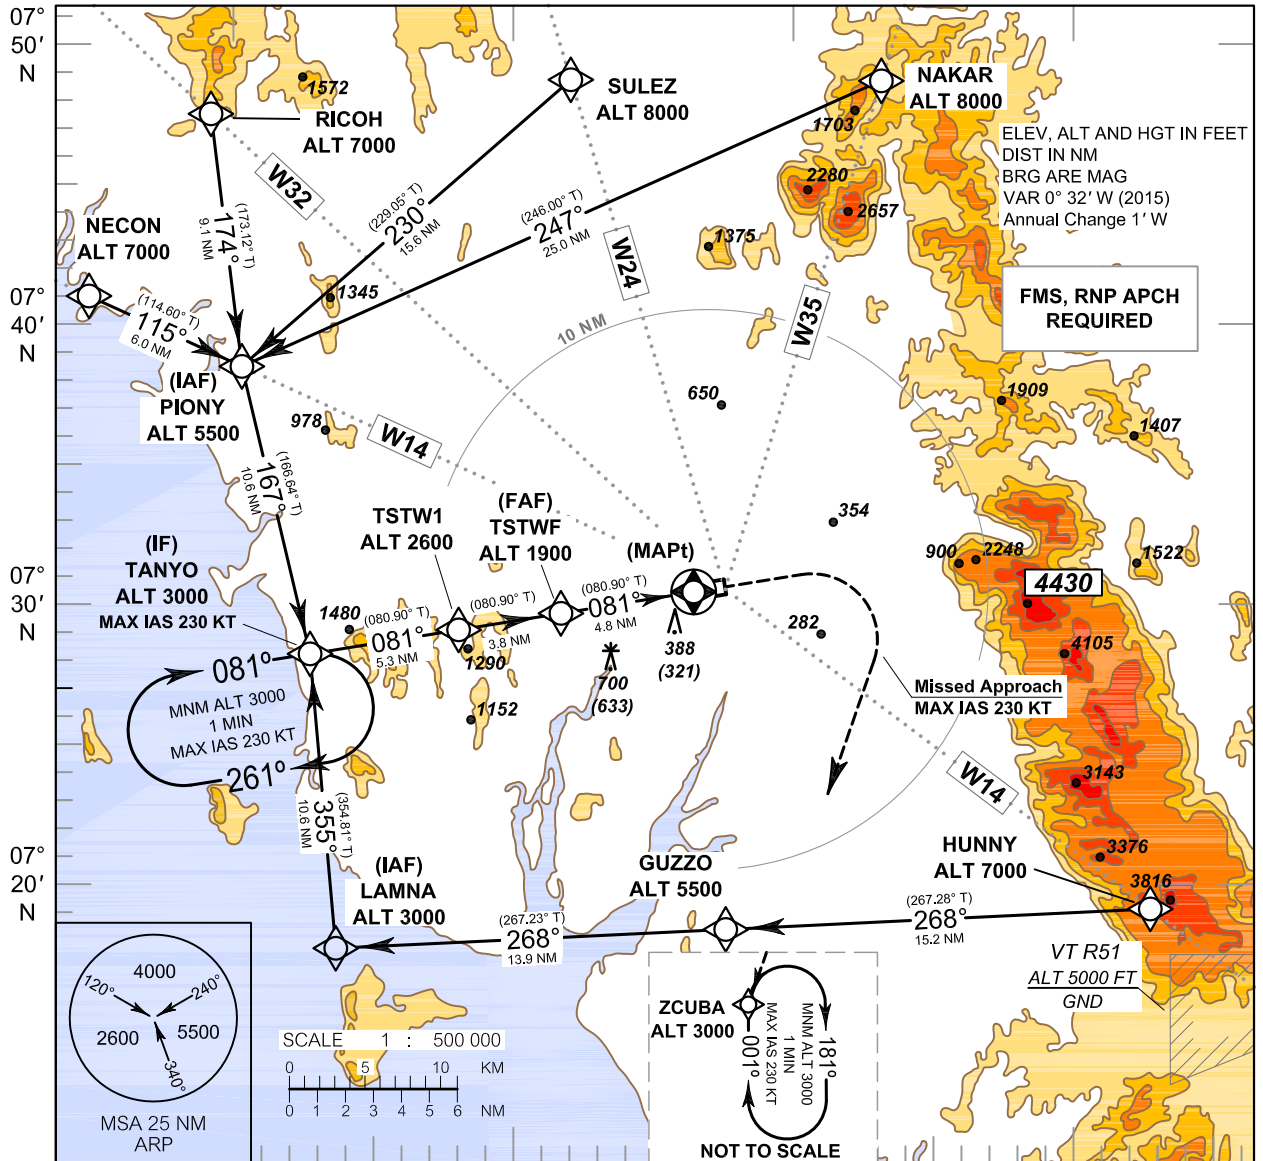 07°
50′
N
1572
RICOH
ALT 7000
SULEZ
ALT 8000
NAKAR
ALT 8000
1703
ELEV, ALT AND HGT IN FEET
DIST IN NM
BRG ARE MAG
VAR 0° 32′ W (2015)
Annual Change 1′ W
2280
2657
W32
(173.12° T)
174°
9.1 NM
(229.05° T)
230°
15.6 NM
(246.00° T)
247°
25.0 NM
1375
W24
W35
NECON
ALT 7000
1345
(114.60° T)
115°
6.0 NM
07°
40′
N
10 NM
FMS, RNP APCH
REQUIRED
(IAF)
PIONY
ALT 5500
978
W14
650
1909
1407
(166.64° T)
167°
10.6 NM
TSTW1
ALT 2600
(FAF)
TSTWF
ALT 1900
(MAPt)
354
900
2248
1522
4430
(IF)
TANYO
ALT 3000
MAX IAS 230 KT
07°
30′
N
1480
(080.90° T)
081°
5.3 NM
(080.90° T)
3.8 NM
(080.90° T)
081°
4.8 NM
1290
388
(321)
282
4105
700
(633)
Missed Approach
MAX IAS 230 KT
081°
MNM ALT 3000
1 MIN
MAX IAS 230 KT
261°
1152
W14
3143
(354.81° T)
355°
10.6 NM
07°
20′
N
(IAF)
LAMNA
ALT 3000
GUZZO
ALT 5500
HUNNY
ALT 7000
3376
3816
(267.23° T)
268°
13.9 NM
(267.28° T)
268°
15.2 NM
VT R51
ALT 5000 FT
GND
4000
120°
240°
2600
5500
340°
MSA 25 NM
ARP
SCALE 1 : 500 000
0 5 10 KM
0 1 2 3 4 5 6 NM
ZCUBA
ALT 3000
001°
MAX IAS 230 KT
1 MIN
MNM ALT 3000
181°
NOT TO SCALE